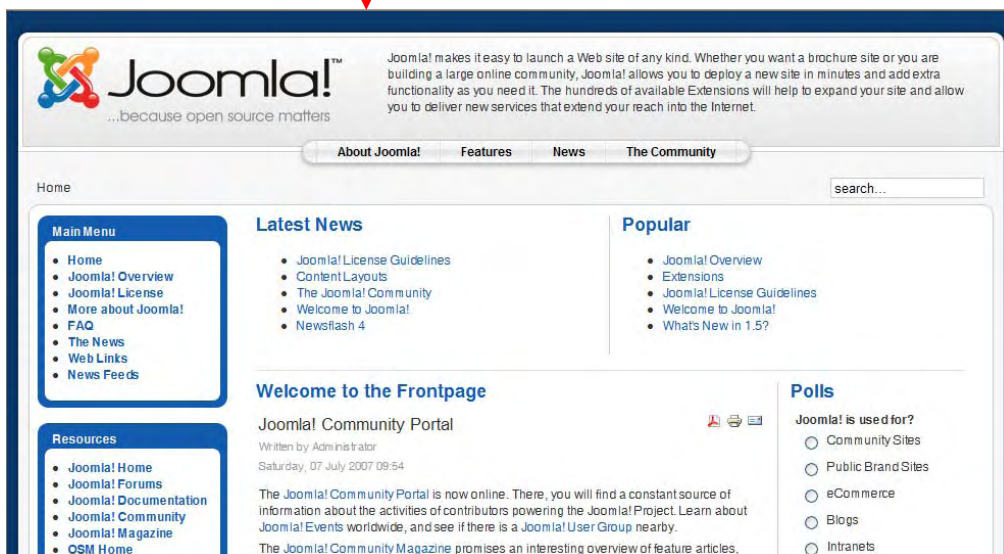 Joomla!™
...because open source matters
Joomla! makes it easy to launch a Web site of any kind. Whether you want a brochure site or you are
building a large online community, Joomla! allows you to deploy a new site in minutes and add extra
functionality as you need it. The hundreds of available Extensions will help to expand your site and allow
you to deliver new services that extend your reach into the Internet.
About Joomla! Features News The Community
Home
search...
Main Menu
Home
Joomla! Overview
Joomla! License
More about Joomla!
FAQ
The News
Web Links
News Feeds
Resources
Joomla! Home
Joomla! Forums
Joomla! Documentation
Joomla! Community
Joomla! Magazine
OSM Home
Latest News
Joomla! License Guidelines
Content Layouts
The Joomla! Community
Welcome to Joomla!
Newsflash 4
Popular
Joomla! Overview
Extensions
Joomla! License Guidelines
Welcome to Joomla!
What's New in 1.5?
Welcome to the Frontpage
Joomla! Community Portal
Written by Administrator
Saturday, 07 July 2007 09:54
The Joomla! Community Portal is now online. There, you will find a constant source of
information about the activities of contributors powering the Joomla! Project. Learn about
Joomla! Events worldwide, and see if there is a Joomla! User Group nearby.
The Joomla! Community Magazine promises an interesting overview of feature articles,
Polls
Joomla! is used for?
Community Sites
Public Brand Sites
eCommerce
Blogs
Intranets